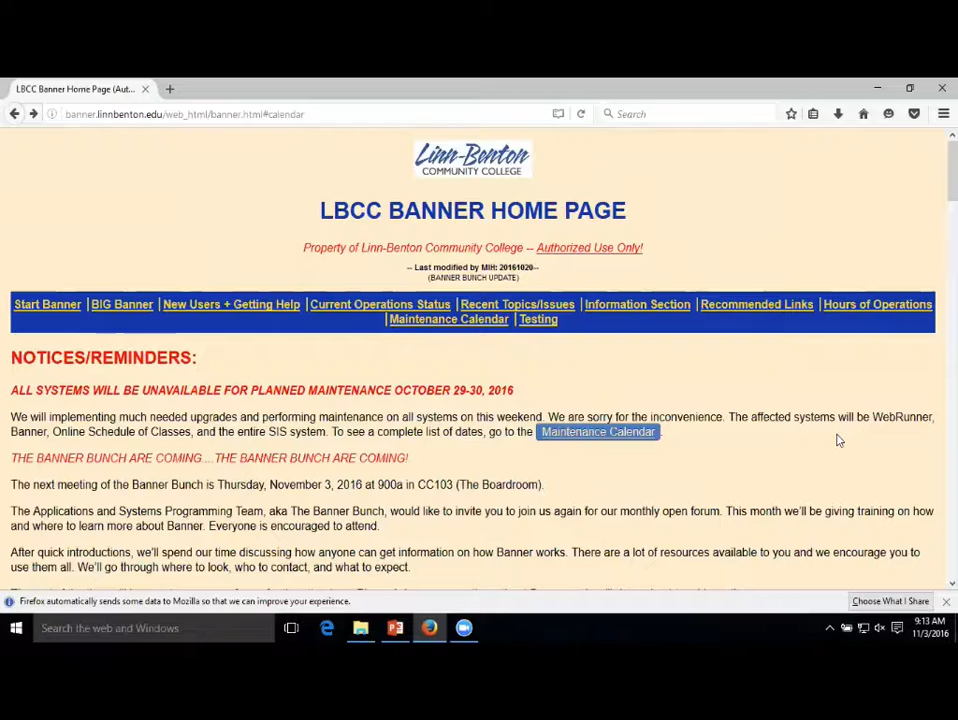 LBCC Banner Home Page (Aut...
banner.linnbenton.edu/web_html/banner.html#calendar
Search
Linn-Benton
COMMUNITY COLLEGE
LBCC BANNER HOME PAGE
Property of Linn-Benton Community College -- Authorized Use Only!
-- Last modified by MIH: 20161020--
(BANNER BUNCH UPDATE)
Start Banner | BIG Banner | New Users + Getting Help | Current Operations Status | Recent Topics/Issues | Information Section | Recommended Links | Hours of Operations
| Maintenance Calendar | Testing
NOTICES/REMINDERS:
ALL SYSTEMS WILL BE UNAVAILABLE FOR PLANNED MAINTENANCE OCTOBER 29-30, 2016
We will implementing much needed upgrades and performing maintenance on all systems on this weekend. We are sorry for the inconvenience. The affected systems will be WebRunner,
Banner, Online Schedule of Classes, and the entire SIS system. To see a complete list of dates, go to the Maintenance Calendar.
THE BANNER BUNCH ARE COMING....THE BANNER BUNCH ARE COMING!
The next meeting of the Banner Bunch is Thursday, November 3, 2016 at 900a in CC103 (The Boardroom).
The Applications and Systems Programming Team, aka The Banner Bunch, would like to invite you to join us again for our monthly open forum. This month we'll be giving training on how
and where to learn more about Banner. Everyone is encouraged to attend.
After quick introductions, we'll spend our time discussing how anyone can get information on how Banner works. There are a lot of resources available to you and we encourage you to
use them all. We'll go through where to look, who to contact, and what to expect.
Firefox automatically sends some data to Mozilla so that we can improve your experience.
Choose What I Share
Search the web and Windows
9:13 AM
11/3/2016